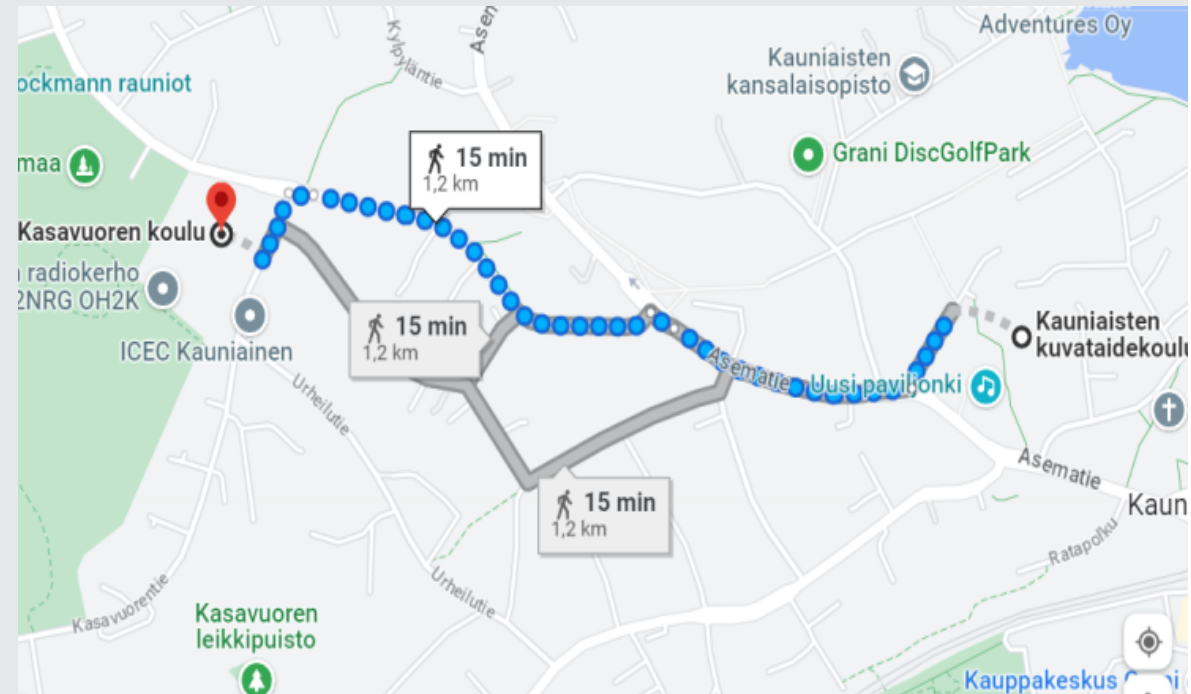 Adventures Oy
Asen
Kylpyläntie
Kauniaisten
kansalaisopisto
ockmann rauniot
Grani DiscGolfPark
maa
15 min
1,2 km
Kasavuoren koulu
radiokerho
2NRG OH2K
15 min
1,2 km
ICEC Kauniainen
Kauniaisten
kuvataidekoulu
Asematie
Uusi paviljonki
Urheilutie
Asematie
15 min
1,2 km
Kaun
Ratapolku
Urheilutie
Kasavuorentie
Kasavuoren
leikkipuisto
Kauppakeskus